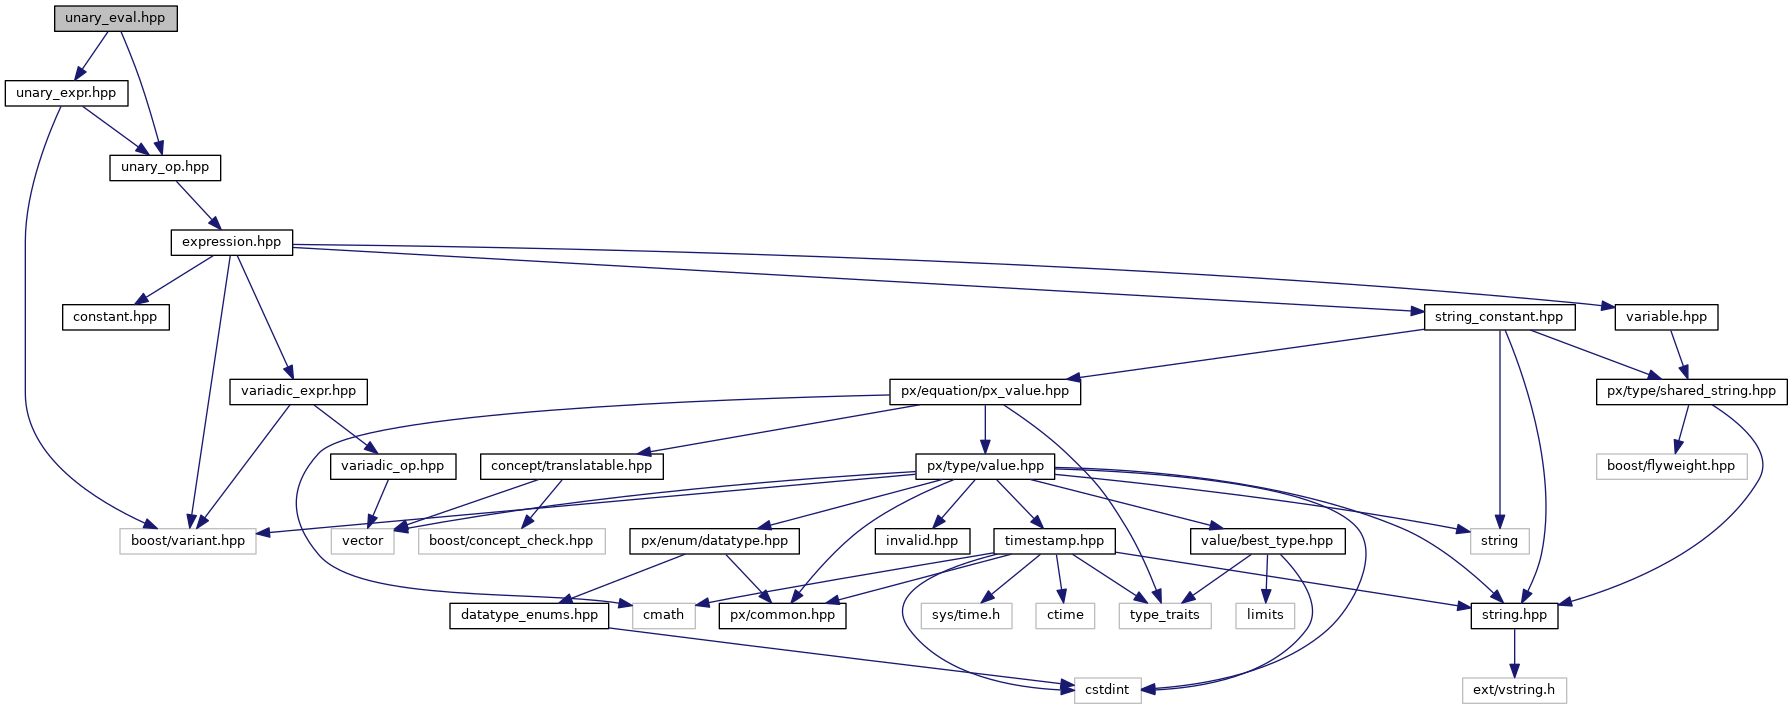 unary_eval.hpp
unary_expr.hpp
unary_op.hpp
expression.hpp
constant.hpp
string_constant.hpp
variable.hpp
variadic_expr.hpp
px/equation/px_value.hpp
px/type/shared_string.hpp
variadic_op.hpp
concept/translatable.hpp
px/type/value.hpp
boost/flyweight.hpp
boost/variant.hpp
vector
boost/concept_check.hpp
px/enum/datatype.hpp
invalid.hpp
timestamp.hpp
value/best_type.hpp
string
datatype_enums.hpp
cmath
px/common.hpp
sys/time.h
ctime
type_traits
limits
string.hpp
cstdint
ext/vstring.h